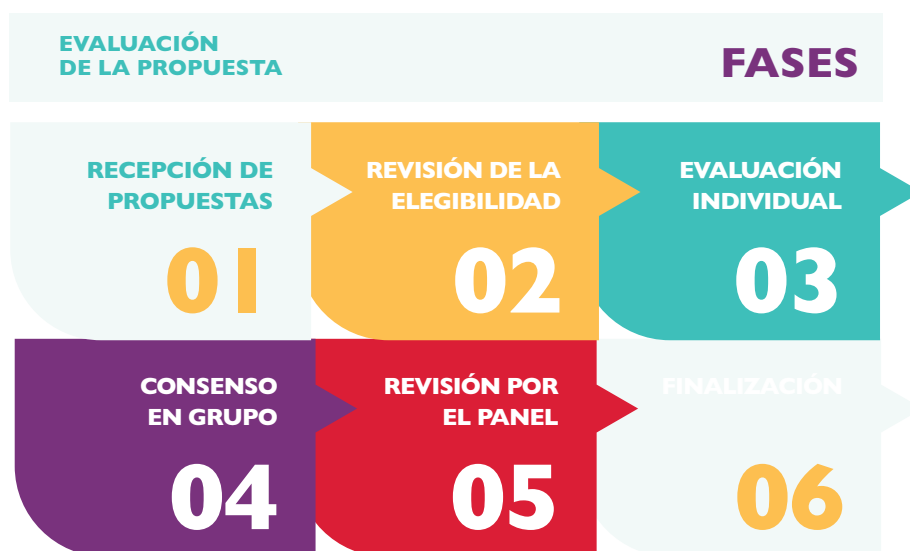 EVALUACIÓN
DE LA PROPUESTA
FASES
RECEPCIÓN DE
PROPUESTAS
01
REVISIÓN DE LA
ELEGIBILIDAD
02
EVALUACIÓN
INDIVIDUAL
03
CONSENSO
EN GRUPO
04
REVISIÓN POR
EL PANEL
05
FINALIZACIÓN
06